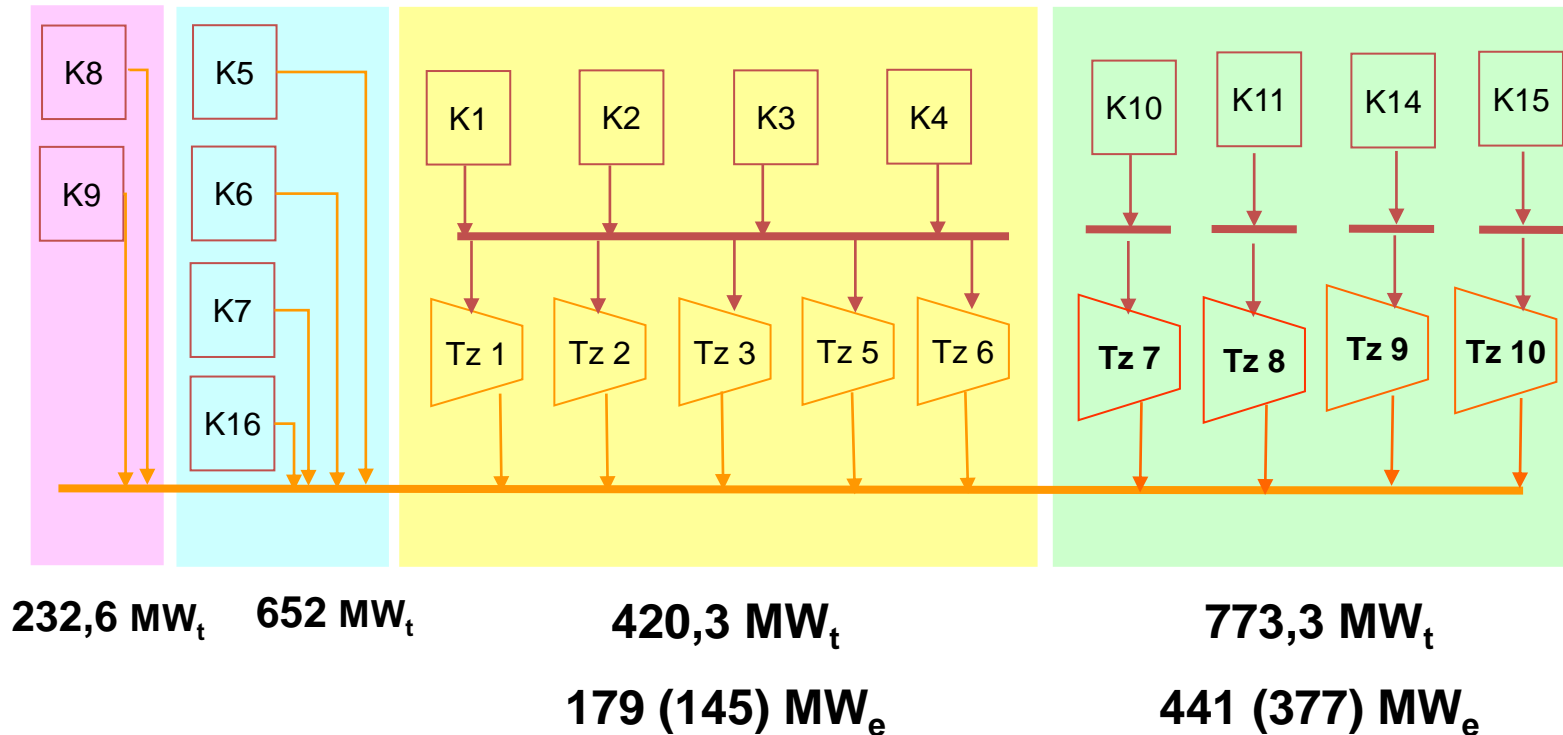 K8
K9
K5
K6
K7
K16
K1 K2 K3 K4
Tz 1 Tz 2 Tz 3 Tz 5 Tz 6
K10 K11 K14 K15
Tz 7 Tz 8 Tz 9 Tz 10
232,6 MWt 652 MWt 420,3 MWt 773,3 MWt
179 (145) MWe 441 (377) MWe